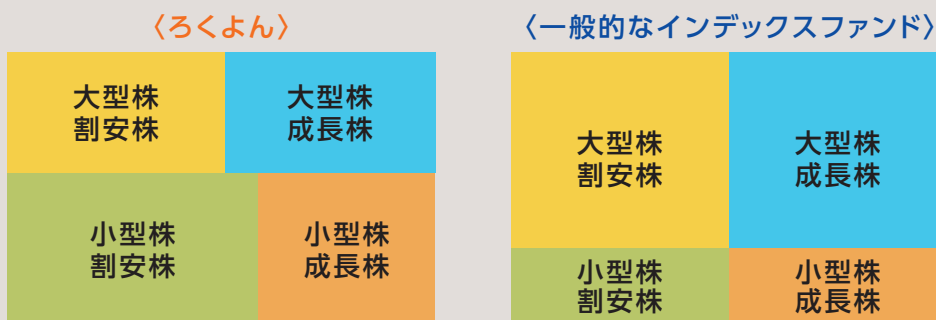 〈ろくよん〉
大型株
割安株
大型株
成長株
小型株
割安株
小型株
成長株
〈一般的なインデックスファンド〉
大型株
割安株
大型株
成長株
小型株
割安株
小型株
成長株